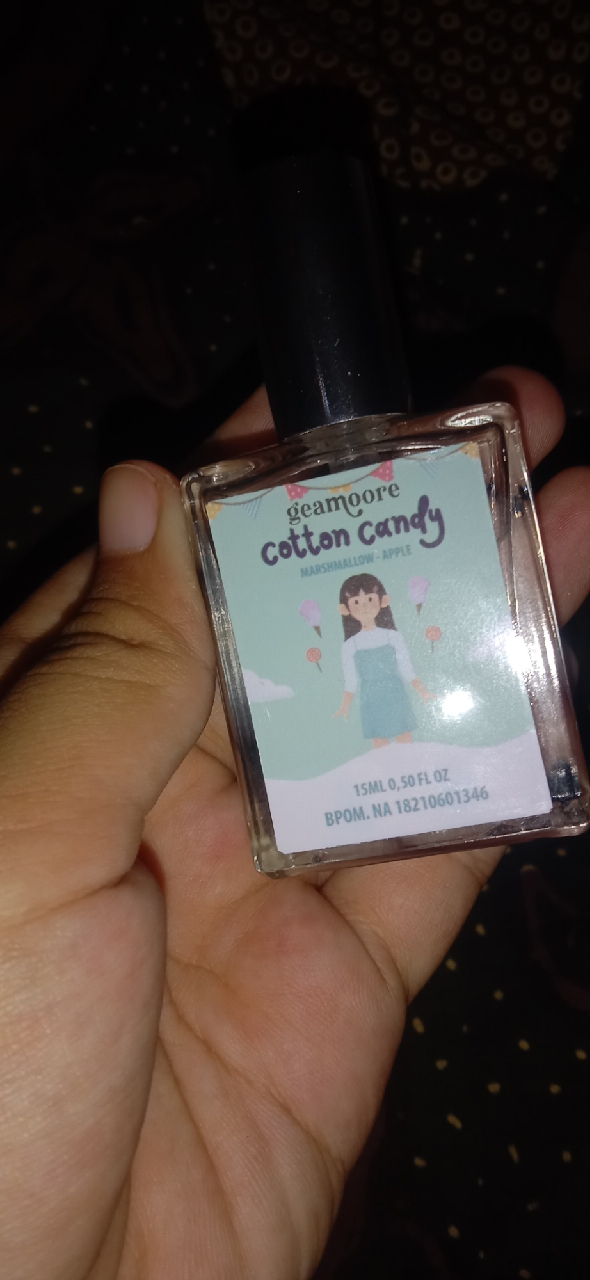 geamoore
cotton candy
MARSHMALLOW - APPLE
15ML 0,50 FL OZ
BPOM. NA 18210601346